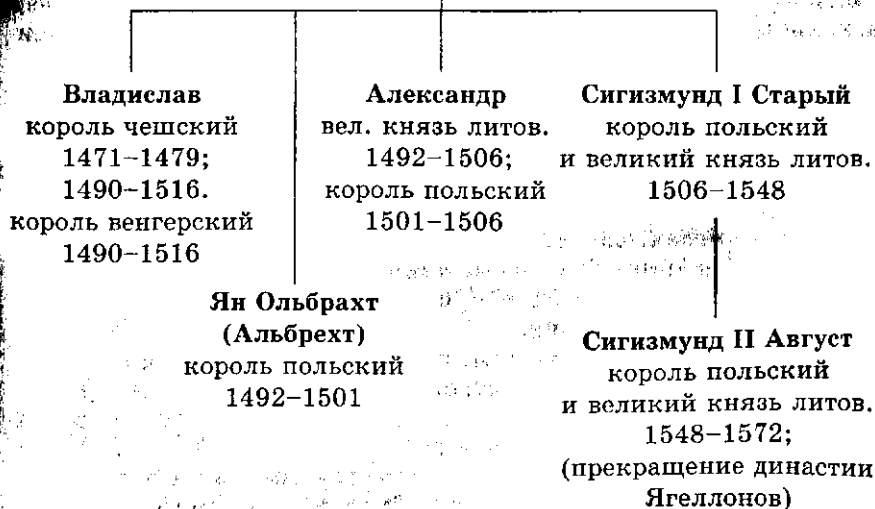 Владислав
король чешский
1471–1479;
1490–1516.
король венгерский
1490–1516
Александр
вел. князь литов.
1492–1506;
король польский
1501–1506
Сигизмунд I Старый
король польский
и великий князь литов.
1506–1548
Ян Ольбрахт
(Альбрехт)
король польский
1492–1501
Сигизмунд II Август
король польский
и великий князь литов.
1548–1572;
(прекращение династии
Ягеллонов)